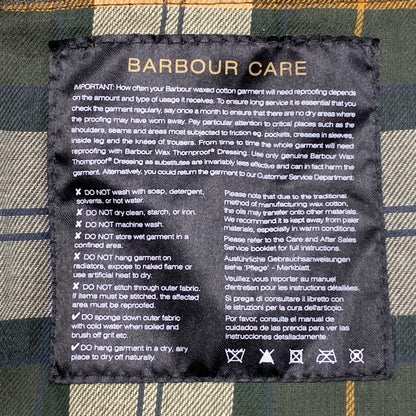 BARBOUR CARE
IMPORTANT: How often your Barbour waxed cotton garment will need reproofing depends
on the amount and type of usage it receives. To ensure long service it is essential that you
check the garment regularly, say once a month to ensure that there are no dry areas where
the proofing may have worn away. Pay particular attention to critical places such as the
shoulders, seams and areas most subjected to friction eg. pockets, creases in sleeves,
inside leg and the knees of trousers. From time to time the whole garment will need
reproofing with Barbour Wax Thornproof® Dressing. Use only genuine Barbour Wax
Thornproof® Dressing as substitutes are invariably less effective and can in fact harm the
garment. Alternatively, you could return the garment to our Customer Service Department.
✘ DO NOT wash with soap, detergent,
solvents, or hot water.
✘ DO NOT dry clean, starch, or iron.
✘ DO NOT machine wash.
✘ DO NOT store wet garment in a
confined area.
✘ DO NOT hang garment on
radiators, expose to naked flame or
use artificial heat to dry.
✘ DO NOT stitch through outer fabric.
If items must be stitched, the affected
area must be reproofed.
✔ DO sponge down outer fabric
with cold water when soiled and
brush off grit etc.
✔ DO hang garment in a dry, airy
place to dry off naturally.
Please note that due to the traditional
method of manufacturing wax cotton,
the oils may transfer onto other materials.
We recommend it is kept away from paler
materials, especially in warm conditions.
Please refer to the Care and After Sales
Service booklet for full instructions.
Ausführliche Gebrauchsanweisungen
siehe 'Pflege' - Merkblatt.
Veuillez vous reporter au manuel
d'entretien pour les instructions détaillées.
Si prega di consultare il libretto con
le istruzioni per la cura dell'articolo.
Por favor, consulte el manual de
cuidados de las prenda para ver las
instrucciones detalladamente.